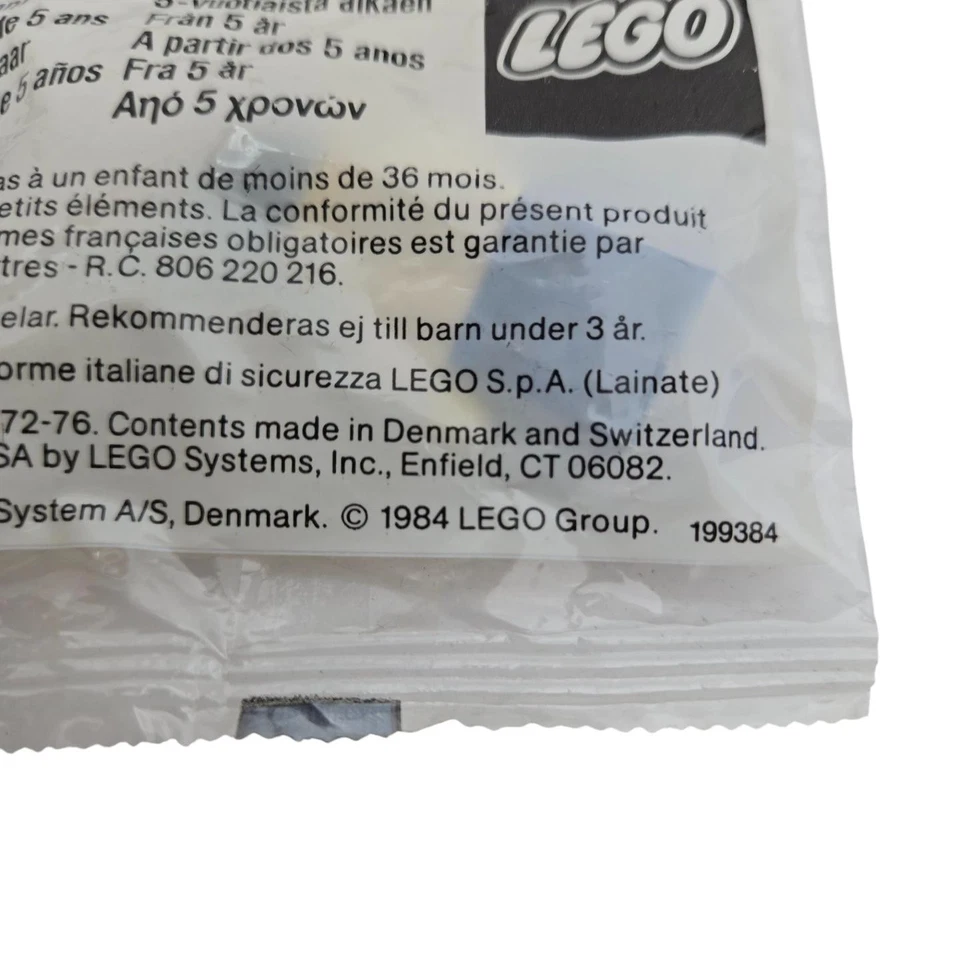 5-vuotiaista alkaen
de 5 ans Från 5 år
A partir dos 5 anos
aar Fra 5 år
e 5 años
Από 5 χρονών
LEGO
as à un enfant de moins de 36 mois.
etits éléments. La conformité du présent produit
mes françaises obligatoires est garantie par
tres - R.C. 806 220 216.
elar. Rekommenderas ej till barn under 3 år.
orme italiane di sicurezza LEGO S.p.A. (Lainate)
72-76. Contents made in Denmark and Switzerland.
SA by LEGO Systems, Inc., Enfield, CT 06082.
System A/S, Denmark. © 1984 LEGO Group. 199384